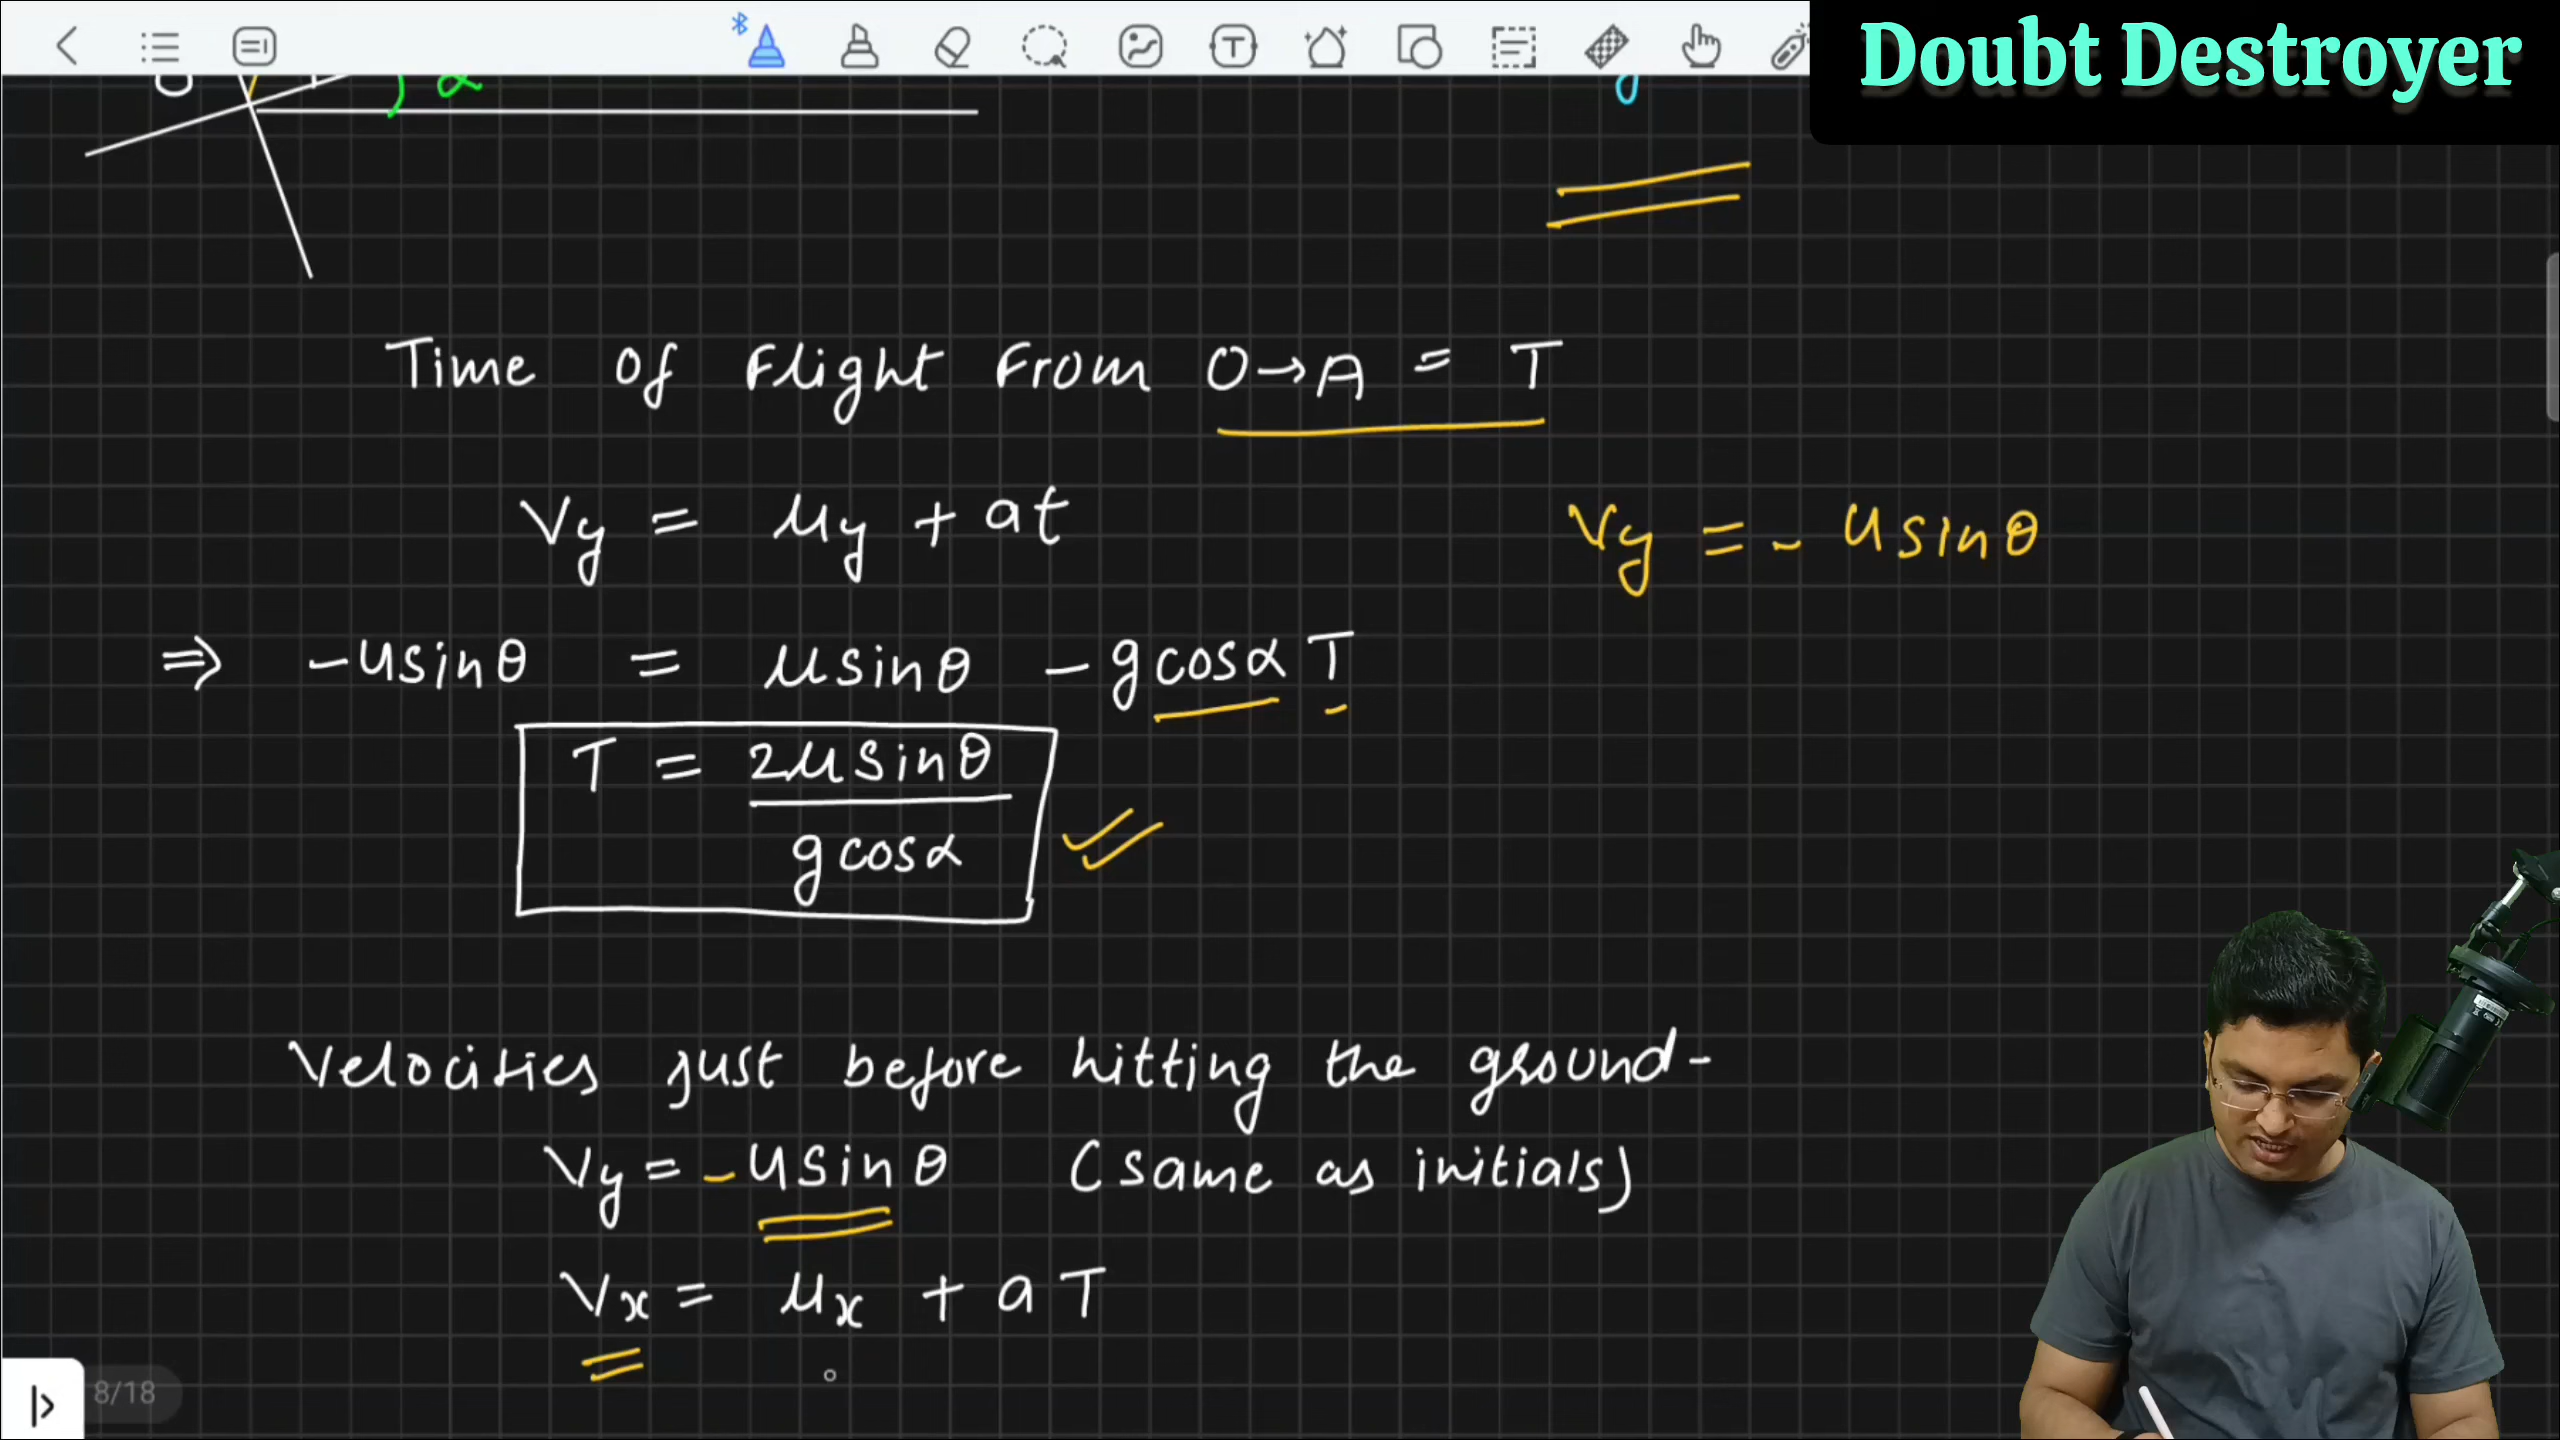 Doubt Destroyer
O
α
Time of Flight From O→A = T
Vy = uy + at
Vy = - usinθ
⇒ -usinθ = usinθ - gcosα T
T = 2usinθ / gcosα
Velocities just before hitting the ground-
Vy = -usinθ (same as initials)
Vx = ux + aT
8/18